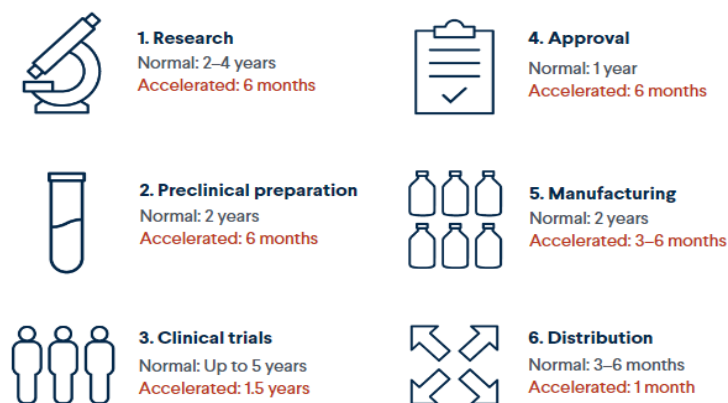 1. Research
Normal: 2–4 years
Accelerated: 6 months
2. Preclinical preparation
Normal: 2 years
Accelerated: 6 months
3. Clinical trials
Normal: Up to 5 years
Accelerated: 1.5 years
4. Approval
Normal: 1 year
Accelerated: 6 months
5. Manufacturing
Normal: 2 years
Accelerated: 3–6 months
6. Distribution
Normal: 3–6 months
Accelerated: 1 month